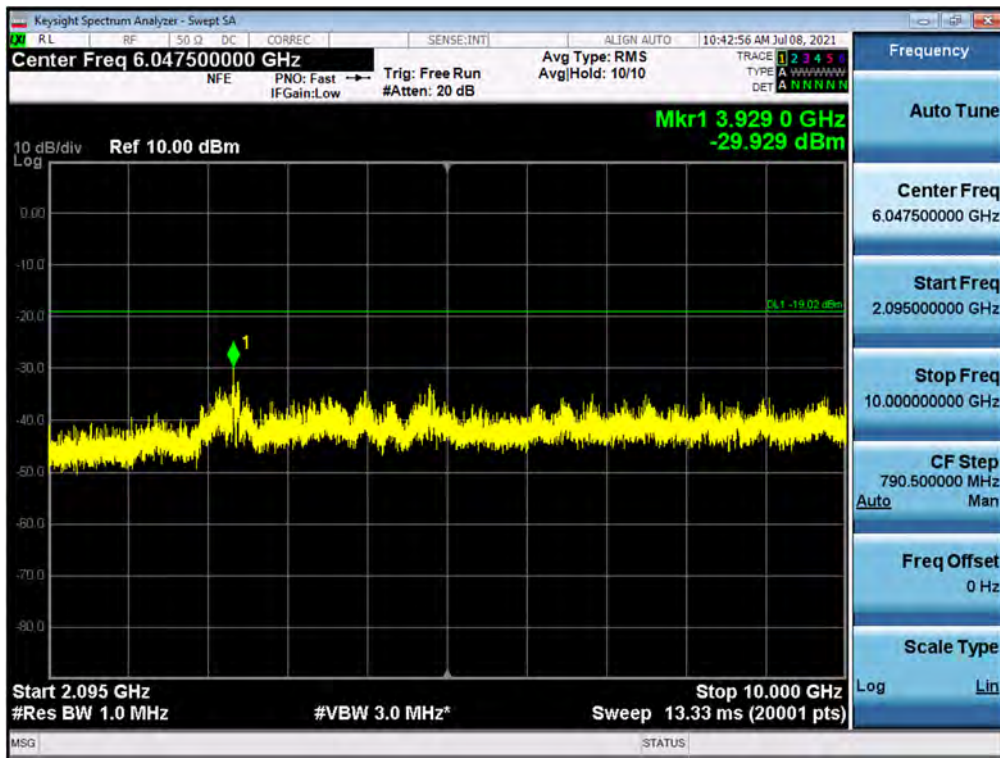 Keysight Spectrum Analyzer - Swept SA
LXI RL RF 50 Ω DC CORREC SENSE:INT ALIGN AUTO 10:42:56 AM Jul 08, 2021
Center Freq 6.047500000 GHz
NFE
PNO: Fast
IFGain:Low
Trig: Free Run
#Atten: 20 dB
Avg Type: RMS
Avg|Hold: 10/10
TRACE 1 2 3 4 5 6
TYPE A
DET A N N N N N
Mkr1 3.929 0 GHz
-29.929 dBm
10 dB/div Ref 10.00 dBm
Log
0.00
-10.0
DL1 -19.02 dBm
-20.0
1
-30.0
-40.0
-50.0
-60.0
-70.0
-80.0
Start 2.095 GHz Stop 10.000 GHz
#Res BW 1.0 MHz #VBW 3.0 MHz* Sweep 13.33 ms (20001 pts)
MSG STATUS
Frequency
Auto Tune
Center Freq
6.047500000 GHz
Start Freq
2.095000000 GHz
Stop Freq
10.000000000 GHz
CF Step
790.500000 MHz
Auto Man
Freq Offset
0 Hz
Scale Type
Log Lin